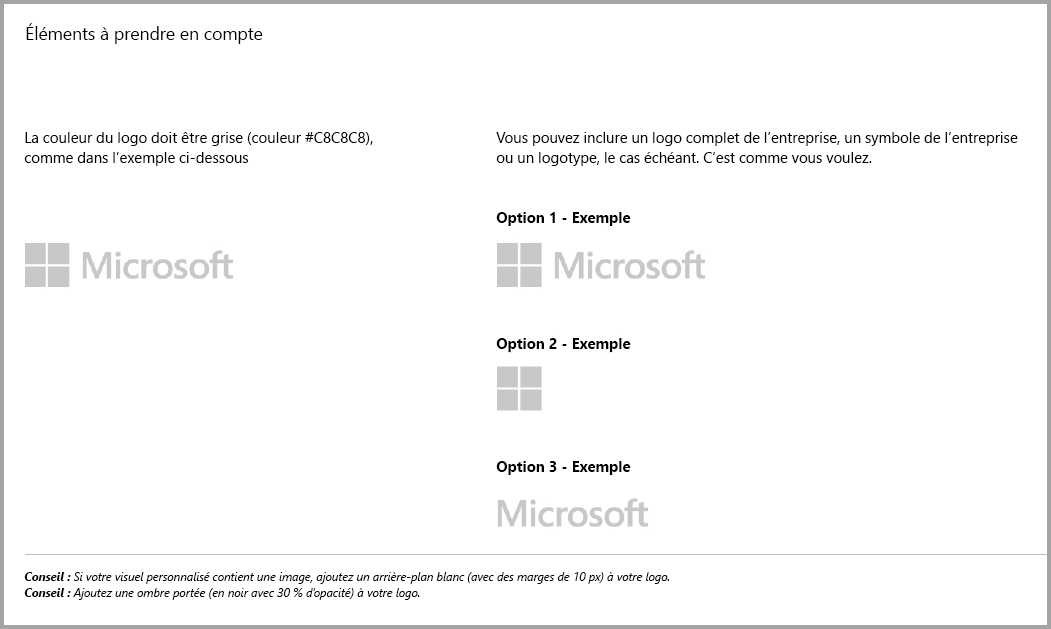 Éléments à prendre en compte
La couleur du logo doit être grise (couleur #C8C8C8),
comme dans l’exemple ci-dessous
Microsoft
Vous pouvez inclure un logo complet de l’entreprise, un symbole de l’entreprise
ou un logotype, le cas échéant. C’est comme vous voulez.
Option 1 - Exemple
Microsoft
Option 2 - Exemple
Option 3 - Exemple
Microsoft
Conseil : Si votre visuel personnalisé contient une image, ajoutez un arrière-plan blanc (avec des marges de 10 px) à votre logo.
Conseil : Ajoutez une ombre portée (en noir avec 30 % d’opacité) à votre logo.